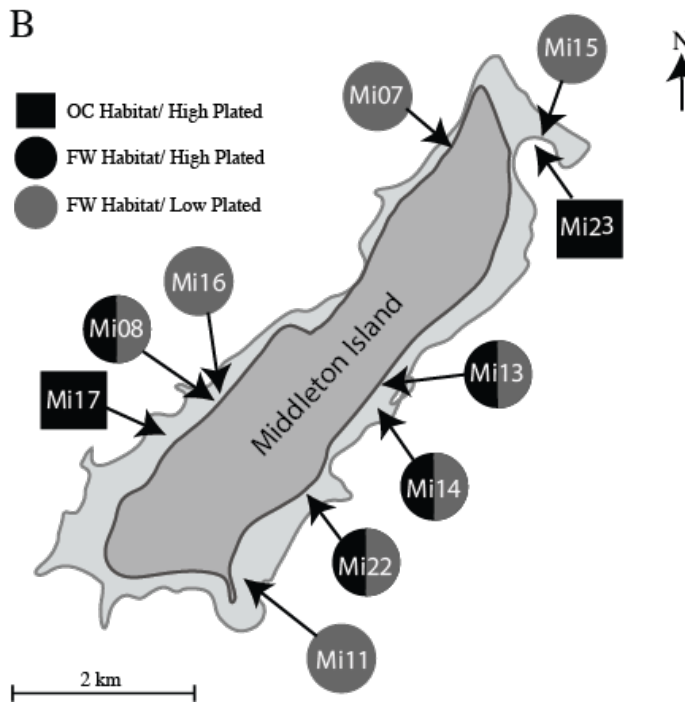 B
N
OC Habitat/ High Plated
FW Habitat/ High Plated
FW Habitat/ Low Plated
Mi15
Mi07
Mi23
Mi16
Mi08
Mi17
Middleton Island
Mi13
Mi14
Mi22
Mi11
2 km